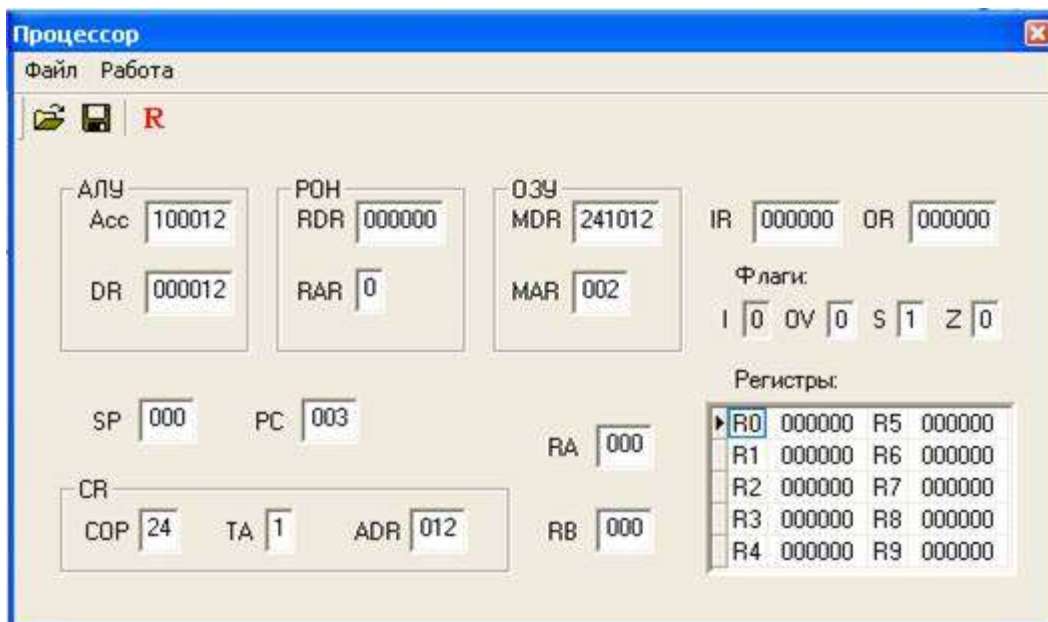 Процессор
Файл Работа
R
АЛУ РОН ОЗУ
Acc 100012 RDR 000000 MDR 241012 IR 000000 OR 000000
DR 000012 RAR 0 MAR 002 Флаги:
I 0 OV 0 S 1 Z 0
Регистры:
SP 000 PC 003 RA 000
R0 000000 R5 000000
R1 000000 R6 000000
R2 000000 R7 000000
R3 000000 R8 000000
R4 000000 R9 000000
CR
COP 24 TA 1 ADR 012 RB 000